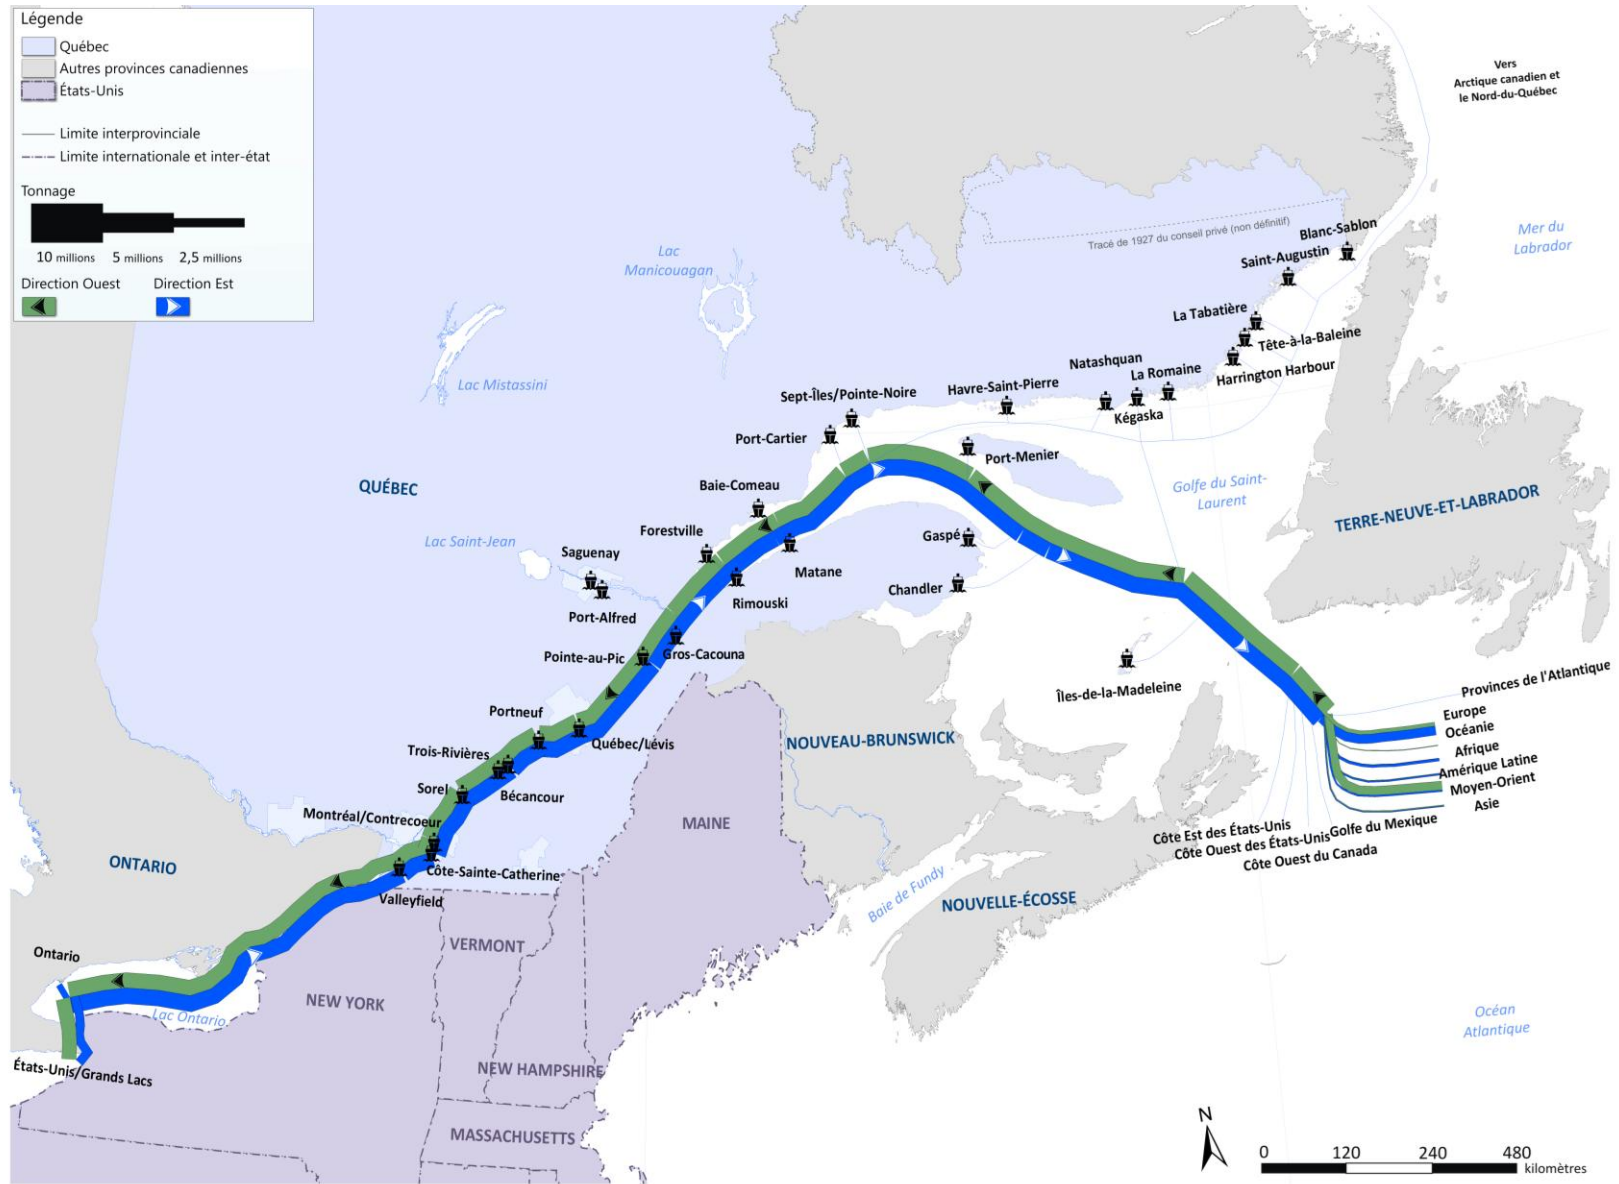 Légende
Québec
Autres provinces canadiennes
États-Unis
Limite interprovinciale
Limite internationale et inter-état
Tonnage
10 millions 5 millions 2,5 millions
Direction Ouest Direction Est
Vers
Arctique canadien et
le Nord-du-Québec
Mer du
Labrador
Tracé de 1927 du conseil privé (non définitif)
Blanc-Sablon
Saint-Augustin
Lac
Manicouagan
La Tabatière
Tête-à-la-Baleine
Harrington Harbour
Lac Mistassini
Natashquan
La Romaine
Kégaska
Havre-Saint-Pierre
Sept-Îles/Pointe-Noire
Port-Cartier
Port-Menier
Golfe du Saint-
Laurent
TERRE-NEUVE-ET-LABRADOR
QUÉBEC
Baie-Comeau
Forestville
Lac Saint-Jean
Saguenay
Port-Alfred
Matane
Rimouski
Gaspé
Chandler
Pointe-au-Pic
Gros-Cacouna
Îles-de-la-Madeleine
Provinces de l'Atlantique
Europe
Océanie
Afrique
Amérique Latine
Moyen-Orient
Asie
Portneuf
Québec/Lévis
NOUVEAU-BRUNSWICK
Trois-Rivières
Bécancour
Sorel
Montréal/Contrecoeur
MAINE
Côte Est des États-Unis
Côte Ouest des États-Unis
Golfe du Mexique
Côte Ouest du Canada
ONTARIO
Côte-Sainte-Catherine
Valleyfield
Baie de Fundy
NOUVELLE-ÉCOSSE
VERMONT
Ontario
NEW YORK
Lac Ontario
Océan
Atlantique
États-Unis/Grands Lacs
NEW HAMPSHIRE
MASSACHUSETTS
N
0 120 240 480
kilomètres